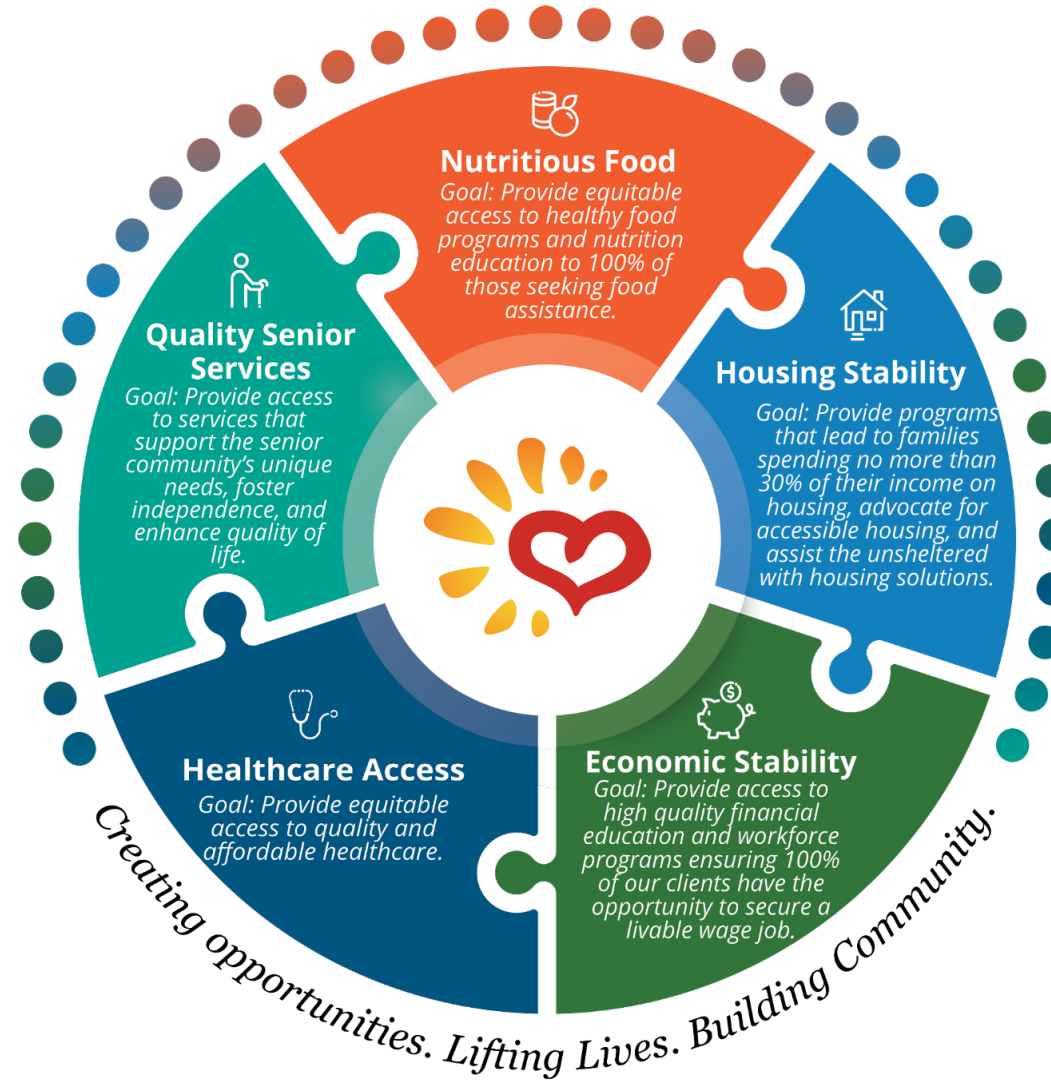 Nutritious Food
Goal: Provide equitable
access to healthy food
programs and nutrition
education to 100% of
those seeking food
assistance.
Housing Stability
Goal: Provide programs
that lead to families
spending no more than
30% of their income on
housing, advocate for
accessible housing, and
assist the unsheltered
with housing solutions.
Economic Stability
Goal: Provide access to
high quality financial
education and workforce
programs ensuring 100%
of our clients have the
opportunity to secure a
livable wage job.
Healthcare Access
Goal: Provide equitable
access to quality and
affordable healthcare.
Quality Senior
Services
Goal: Provide access
to services that
support the senior
community’s unique
needs, foster
independence, and
enhance quality of
life.
$
Creating opportunities. Lifting Lives. Building Community.